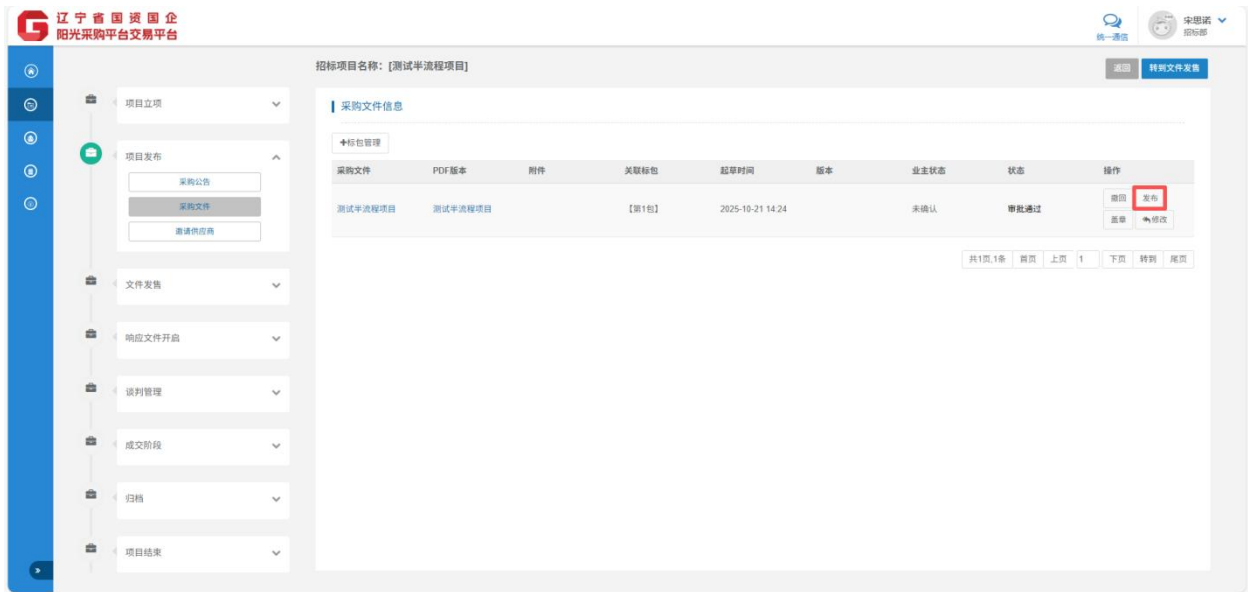 辽宁省国资国企
阳光采购平台交易平台
统一通信
宋思诺
招标部
招标项目名称：[测试半流程项目]
返回
转到文件发售
项目立项
项目发布
采购公告
采购文件
邀请供应商
文件发售
响应文件开启
谈判管理
成交阶段
归档
项目结束
采购文件信息
+标包管理
采购文件 PDF版本 附件 关联标包 起草时间 版本 业主状态 状态 操作
测试半流程项目 测试半流程项目 【第1包】 2025-10-21 14:24 未确认 审批通过 撤回 发布
盖章 修改
共1页,1条 首页 上页 1 下页 转到 尾页